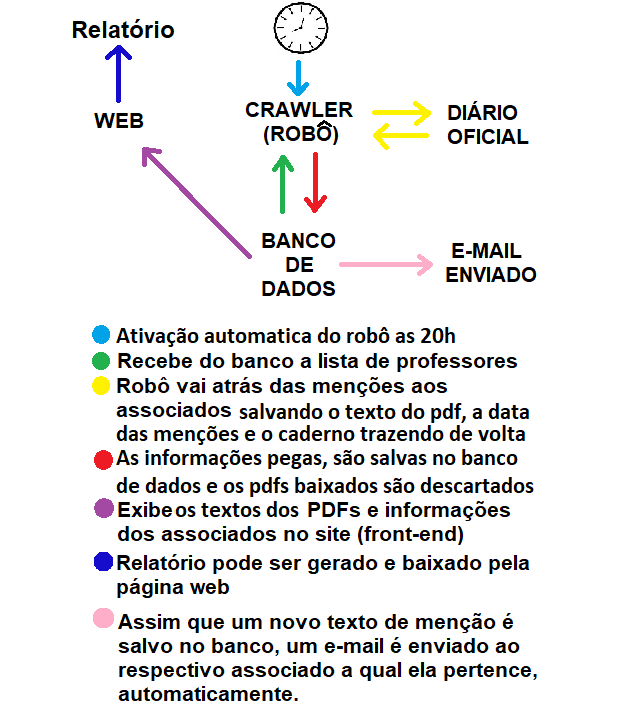 Relatório
WEB
CRAWLER
(ROBÔ)
DIÁRIO
OFICIAL
BANCO
DE
DADOS
E-MAIL
ENVIADO
Ativação automatica do robô as 20h
Recebe do banco a lista de professores
Robô vai atrás das menções aos
associados salvando o texto do pdf, a data
das menções e o caderno trazendo de volta
As informações pegas, são salvas no banco
de dados e os pdfs baixados são descartados
Exibe os textos dos PDFs e informações
dos associados no site (front-end)
Relatório pode ser gerado e baixado pela
página web
Assim que um novo texto de menção é
salvo no banco, um e-mail é enviado ao
respectivo associado a qual ela pertence,
automaticamente.